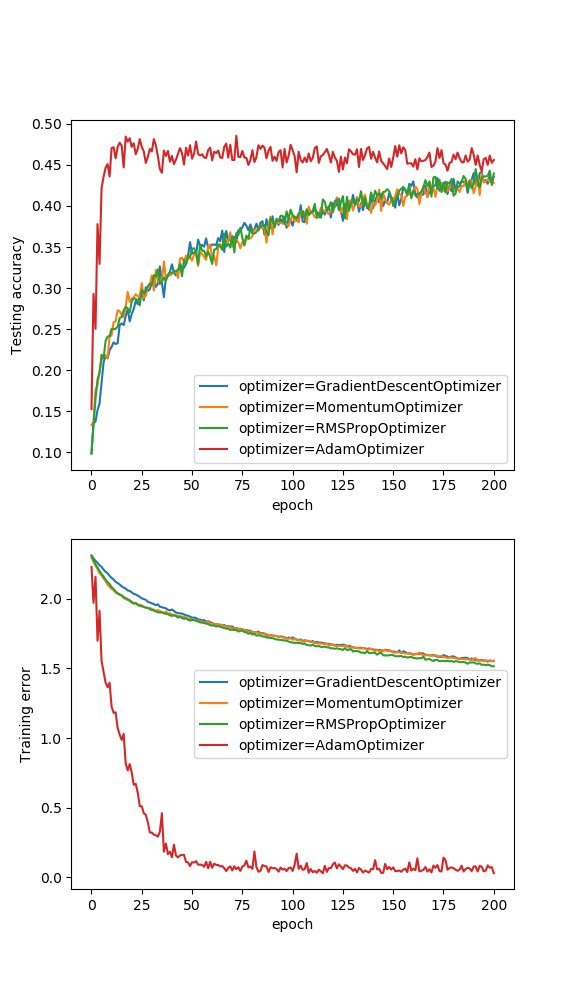 0.50
0.45
0.40
0.35
0.30
0.25
0.20
0.15
0.10
Testing accuracy
optimizer=GradientDescentOptimizer
optimizer=MomentumOptimizer
optimizer=RMSPropOptimizer
optimizer=AdamOptimizer
0 25 50 75 100 125 150 175 200
epoch
2.0
1.5
1.0
0.5
0.0
Training error
optimizer=GradientDescentOptimizer
optimizer=MomentumOptimizer
optimizer=RMSPropOptimizer
optimizer=AdamOptimizer
0 25 50 75 100 125 150 175 200
epoch